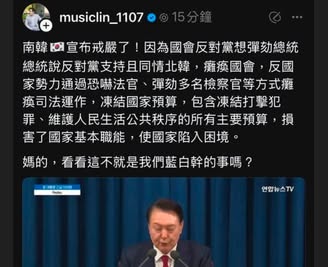 musiclin_1107 15分鐘
南韓🇰🇷宣布戒嚴了！因為國會反對黨想彈劾總統
總統說反對黨支持且同情北韓，癱瘓國會，反國
家勢力通過恐嚇法官、彈劾多名檢察官等方式癱
瘓司法運作，凍結國家預算，包含凍結打擊犯
罪、維護人民生活公共秩序的所有主要預算，損
害了國家基本職能，使國家陷入困境。
媽的，看看這不就是我們藍白幹的事嗎？
연합뉴스TV